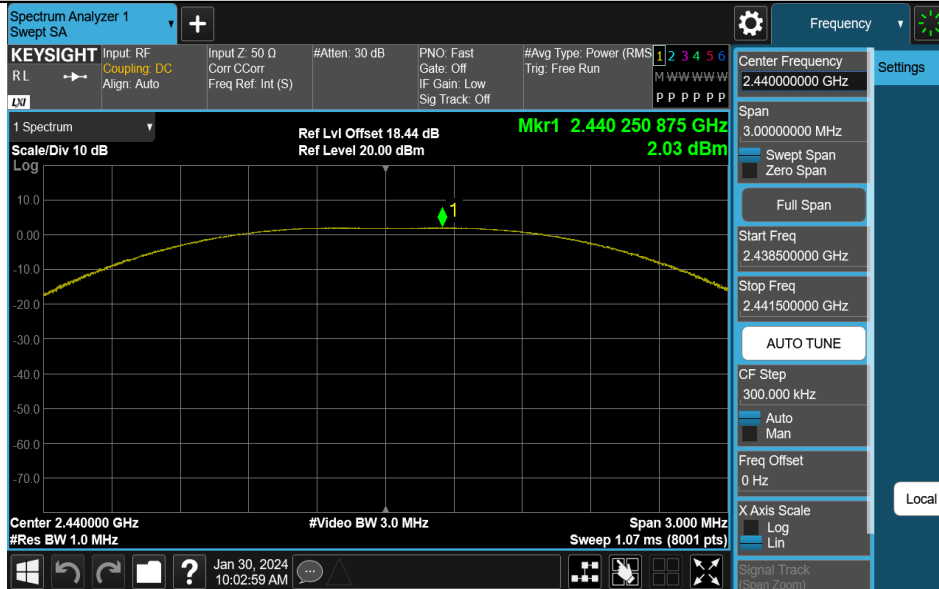 Spectrum Analyzer 1
Swept SA
+
Frequency
KEYSIGHT
RL
LXI
Input: RF
Coupling: DC
Align: Auto
Input Z: 50 Ω
Corr CCorr
Freq Ref: Int (S)
#Atten: 30 dB
PNO: Fast
Gate: Off
IF Gain: Low
Sig Track: Off
#Avg Type: Power (RMS
Trig: Free Run
1 2 3 4 5 6
M W W W W W
P P P P P P
1 Spectrum
Scale/Div 10 dB
Ref Lvl Offset 18.44 dB
Ref Level 20.00 dBm
Mkr1 2.440 250 875 GHz
2.03 dBm
Log
10.0
0.00
-10.0
-20.0
-30.0
-40.0
-50.0
-60.0
-70.0
1
Center 2.440000 GHz
#Video BW 3.0 MHz
Span 3.000 MHz
#Res BW 1.0 MHz
Sweep 1.07 ms (8001 pts)
?
Jan 30, 2024
10:02:59 AM
Center Frequency
2.440000000 GHz
Span
3.00000000 MHz
Swept Span
Zero Span
Full Span
Start Freq
2.438500000 GHz
Stop Freq
2.441500000 GHz
AUTO TUNE
CF Step
300.000 kHz
Auto
Man
Freq Offset
0 Hz
X Axis Scale
Log
Lin
Signal Track
(Span Zoom)
Settings
Local